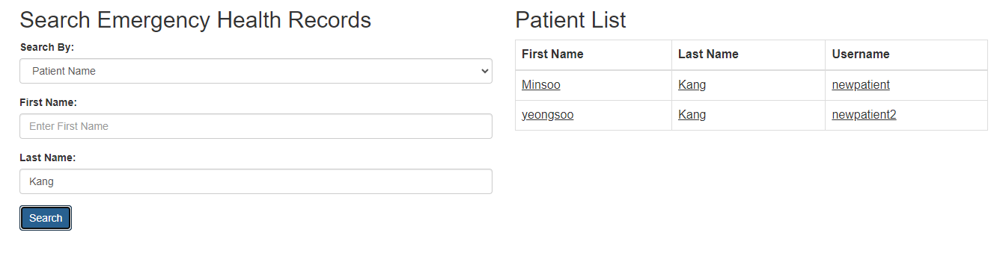 Search Emergency Health Records
Search By:
Patient Name
First Name:
Enter First Name
Last Name:
Kang
Search
Patient List
First Name Last Name Username
Minsoo Kang newpatient
yeongsoo Kang newpatient2